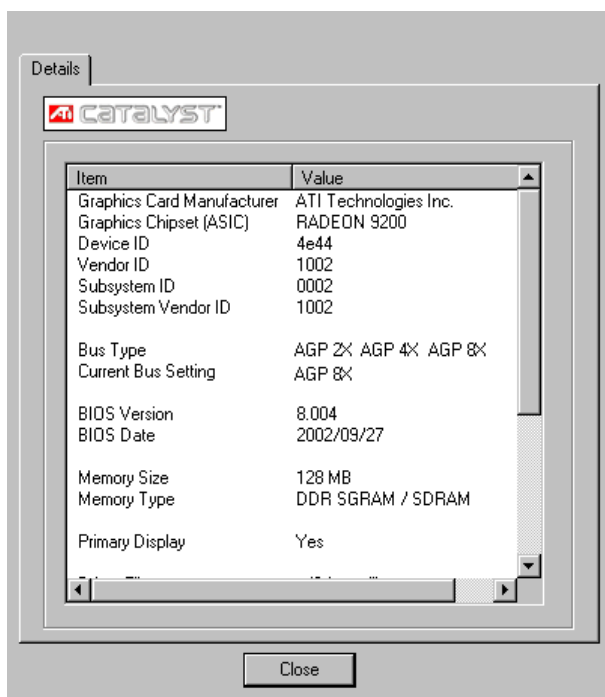 Details
ATI CATALYST
Item Value
Graphics Card Manufacturer ATI Technologies Inc.
Graphics Chipset (ASIC) RADEON 9200
Device ID 4e44
Vendor ID 1002
Subsystem ID 0002
Subsystem Vendor ID 1002
Bus Type AGP 2X AGP 4X AGP 8X
Current Bus Setting AGP 8X
BIOS Version 8.004
BIOS Date 2002/09/27
Memory Size 128 MB
Memory Type DDR SGRAM / SDRAM
Primary Display Yes
Close